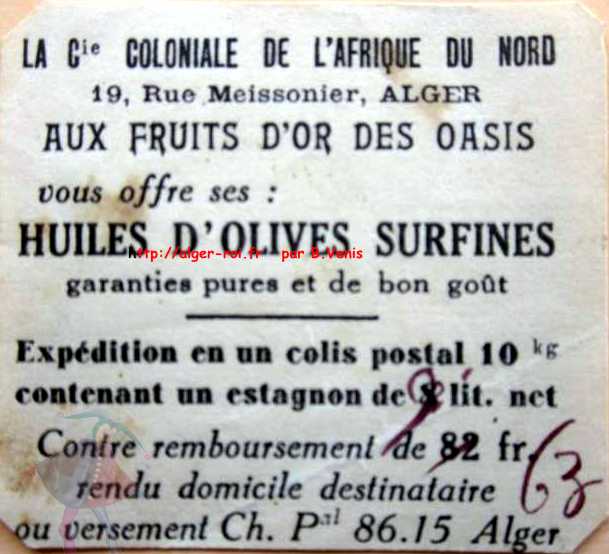 LA Cie COLONIALE DE L'AFRIQUE DU NORD
19, Rue Meissonier, ALGER
AUX FRUITS D'OR DES OASIS
vous offre ses :
HUILES D'OLIVES SURFINES
http://alger-roi.fr par B.Venis
garanties pures et de bon goût
Expédition en un colis postal 10 kg
contenant un estagnon de 9 lit. net
Contre remboursement de 82 fr. 63
rendu domicile destinataire
ou versement Ch. Pal 86.15 Alger